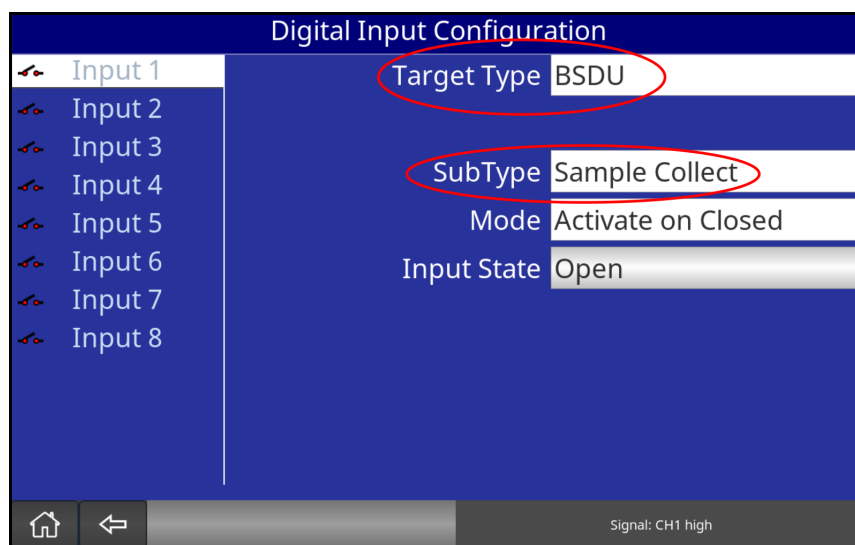 Digital Input Configuration
Input 1
Input 2
Input 3
Input 4
Input 5
Input 6
Input 7
Input 8
Target Type BSDU
SubType Sample Collect
Mode Activate on Closed
Input State Open
Signal: CH1 high